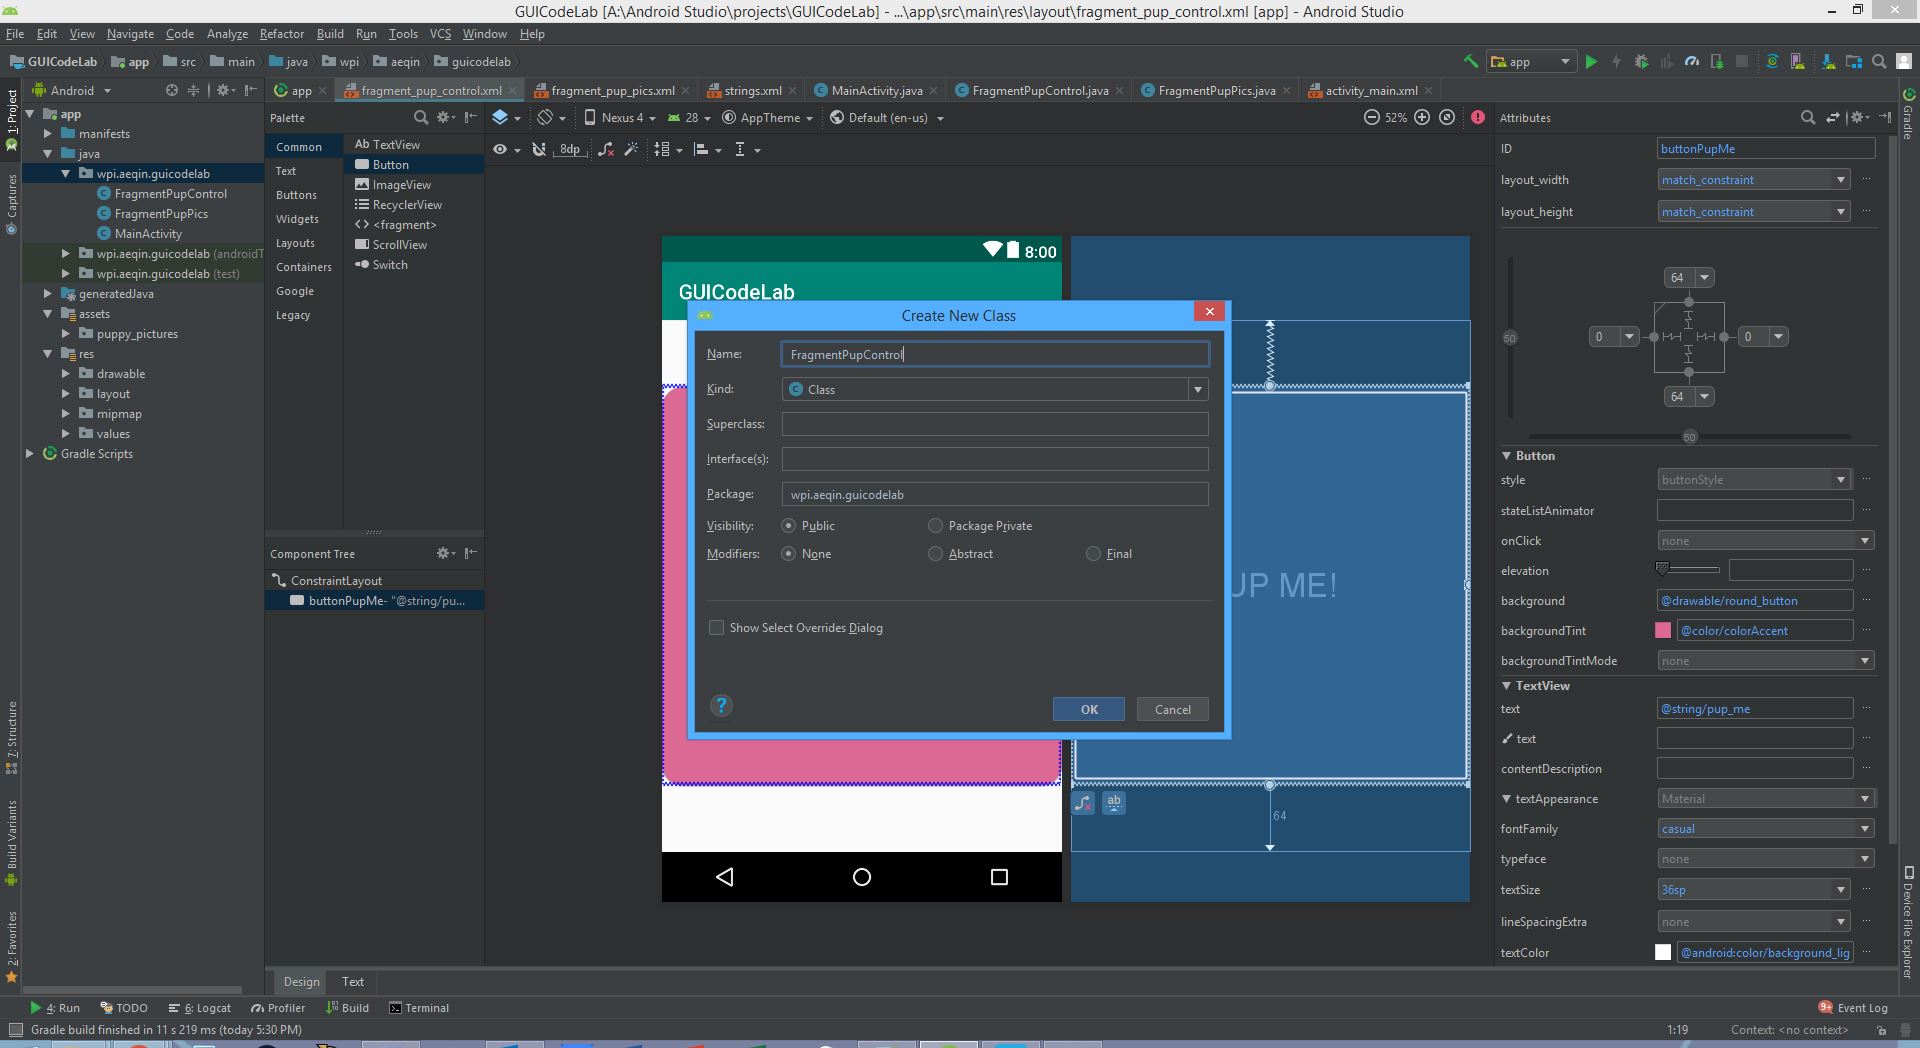 GUICodeLab [A:\Android Studio\projects\GUICodeLab] - ...\app\src\main\res\layout\fragment_pup_control.xml [app] - Android Studio
File Edit View Navigate Code Analyze Refactor Build Run Tools VCS Window Help
GUICodeLab app src main java wpi aeqin guicodelab
app
Android
app
fragment_pup_control.xml
fragment_pup_pics.xml
strings.xml
MainActivity.java
FragmentPupControl.java
FragmentPupPics.java
activity_main.xml
1: Project
Captures
7: Structure
Build Variants
2: Favorites
app
manifests
java
wpi.aeqin.guicodelab
FragmentPupControl
FragmentPupPics
MainActivity
wpi.aeqin.guicodelab (androidT
wpi.aeqin.guicodelab (test)
generatedJava
assets
puppy_pictures
res
drawable
layout
mipmap
values
Gradle Scripts
Palette
Common
Text
Buttons
Widgets
Layouts
Containers
Google
Legacy
Ab TextView
Button
ImageView
RecyclerView
<> <fragment>
ScrollView
Switch
Component Tree
ConstraintLayout
buttonPupMe- "@string/pu...
Nexus 4 28 AppTheme Default (en-us) 52%
8dp
8:00
GUICodeLab
UP ME!
64
ab
Create New Class
Name: FragmentPupControl
Kind: Class
Superclass:
Interface(s):
Package: wpi.aeqin.guicodelab
Visibility: Public Package Private
Modifiers: None Abstract Final
Show Select Overrides Dialog
? OK Cancel
Attributes
ID buttonPupMe
layout_width match_constraint
layout_height match_constraint
64
50 0 0
64
50
Button
style buttonStyle
stateListAnimator
onClick none
elevation
background @drawable/round_button
backgroundTint @color/colorAccent
backgroundTintMode none
TextView
text @string/pup_me
text
contentDescription
textAppearance Material
fontFamily casual
typeface none
textSize 36sp
lineSpacingExtra none
textColor @android:color/background_lig
Gradle
Device File Explorer
Design Text
4: Run TODO 6: Logcat Profiler Build Terminal
9+ Event Log
Gradle build finished in 11 s 219 ms (today 5:30 PM)
1:19 Context: <no context>